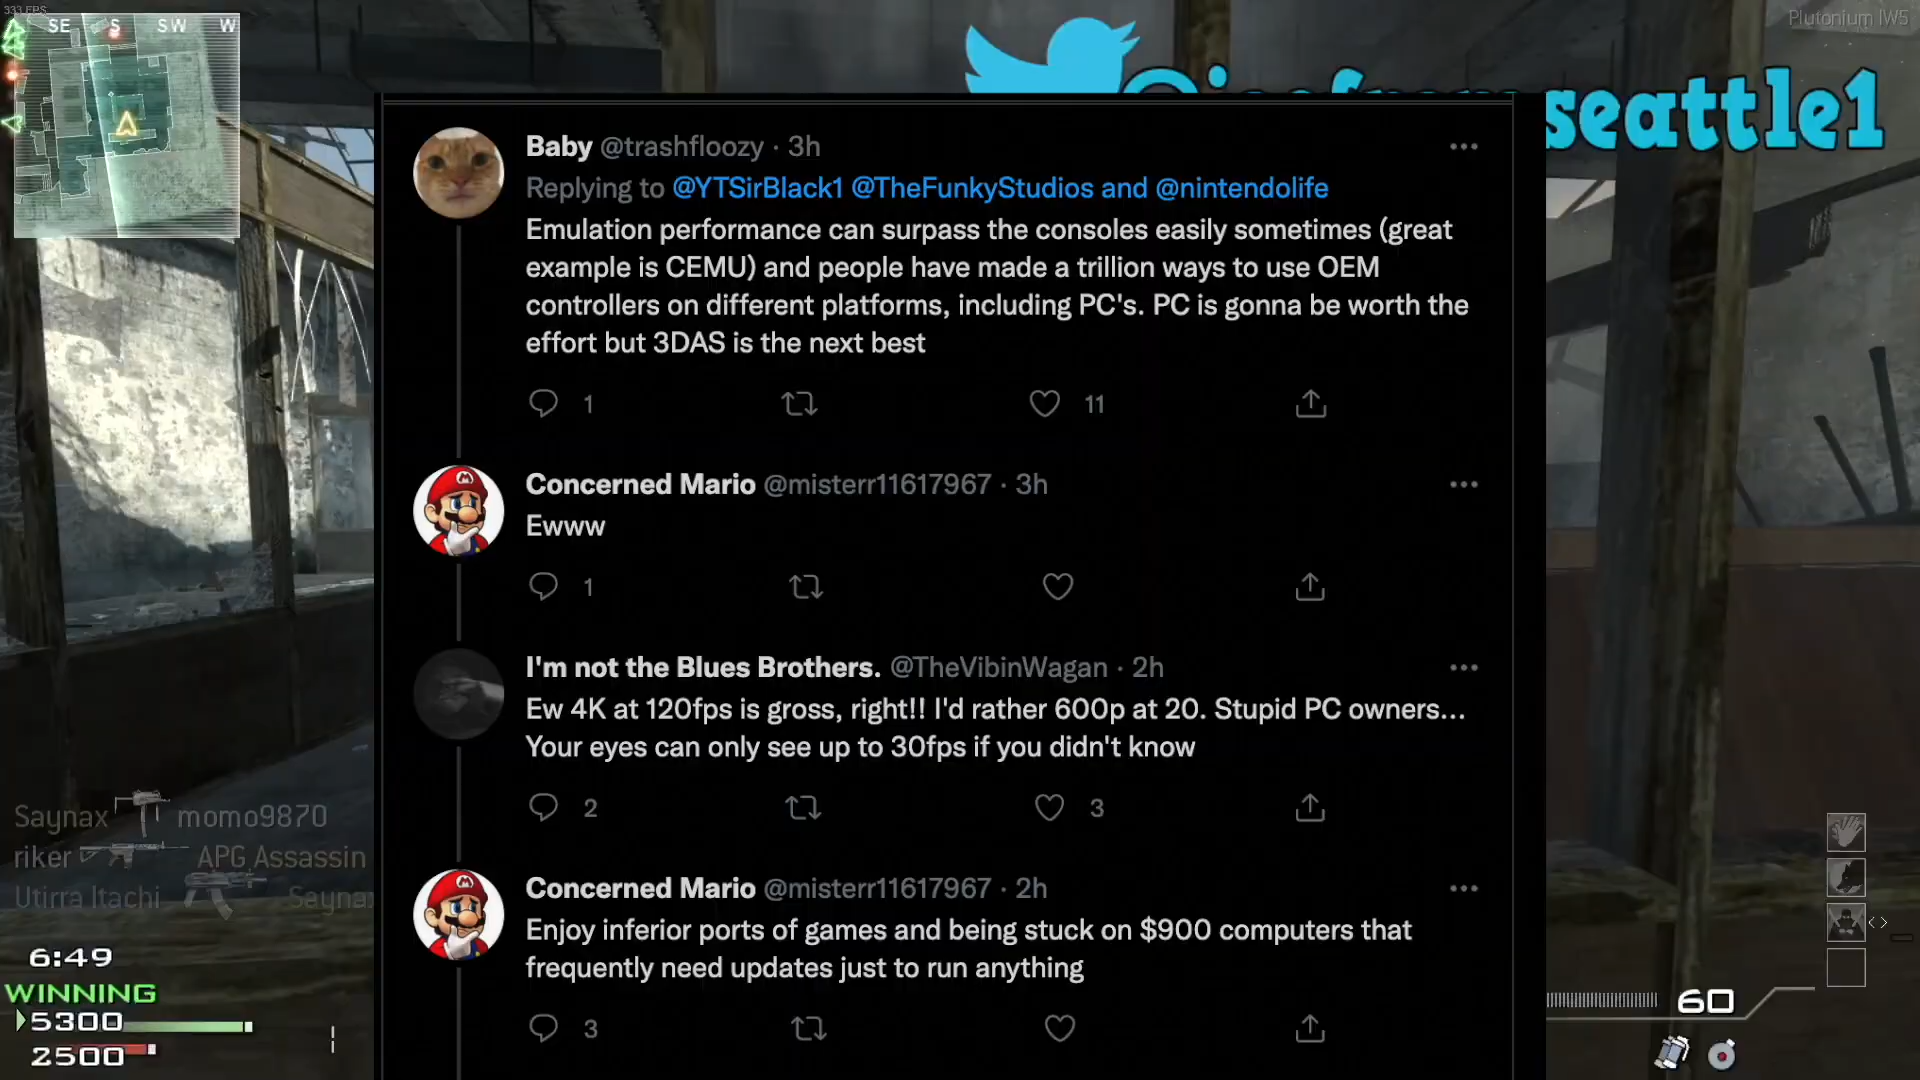 333 FPS
SE S SW W
Plutonium IW5
seattle1
Baby @trashfloozy · 3h
Replying to @YTSirBlack1 @TheFunkyStudios and @nintendolife
Emulation performance can surpass the consoles easily sometimes (great
example is CEMU) and people have made a trillion ways to use OEM
controllers on different platforms, including PC's. PC is gonna be worth the
effort but 3DAS is the next best
1 11
Concerned Mario @misterr11617967 · 3h
Ewww
1
I'm not the Blues Brothers. @TheVibinWagan · 2h
Ew 4K at 120fps is gross, right!! I'd rather 600p at 20. Stupid PC owners...
Your eyes can only see up to 30fps if you didn't know
2 3
Concerned Mario @misterr11617967 · 2h
Enjoy inferior ports of games and being stuck on $900 computers that
frequently need updates just to run anything
3
Saynax momo9870
riker APG Assassin
Utirra Itachi Sayna
6:49
WINNING
5300
2500
60